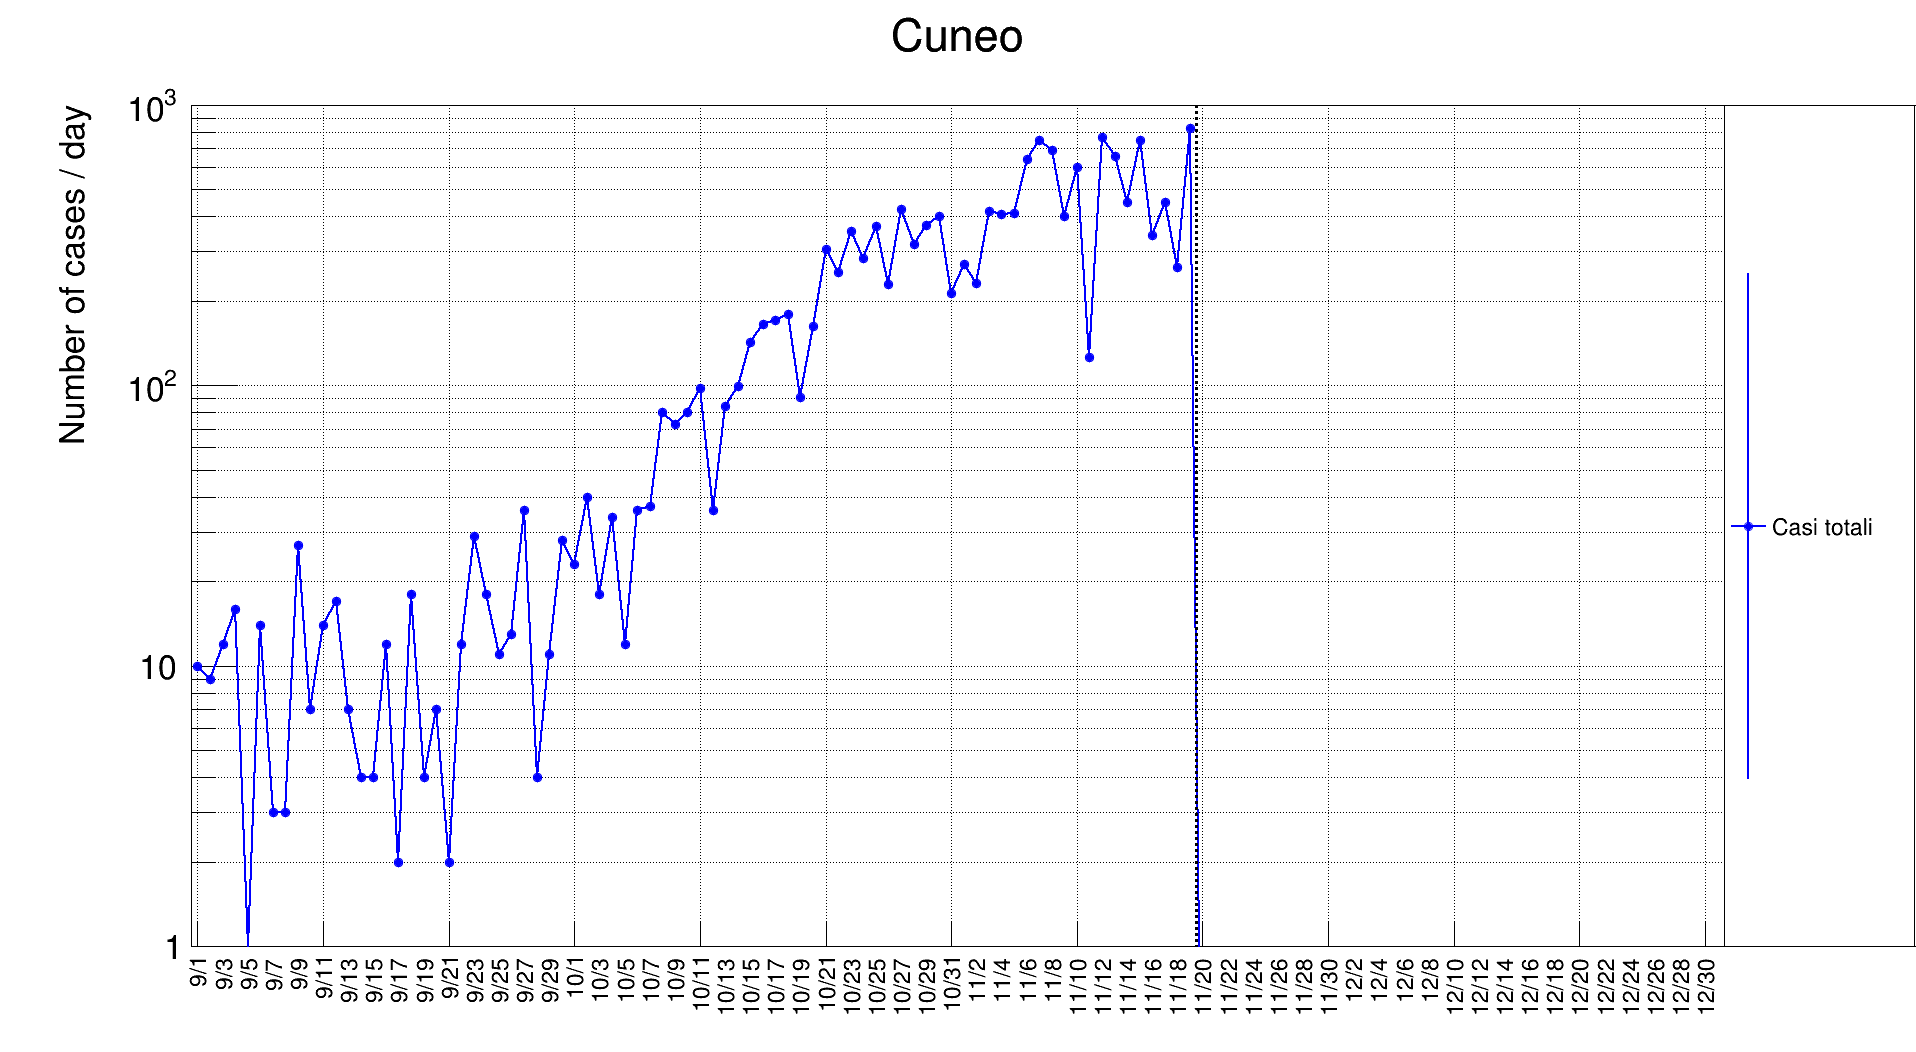 Cuneo
Number of cases / day
10³
10²
10
1
9/1 9/3 9/5 9/7 9/9 9/11 9/13 9/15 9/17 9/19 9/21 9/23 9/25 9/27 9/29 10/1 10/3 10/5 10/7 10/9 10/11 10/13 10/15 10/17 10/19 10/21 10/23 10/25 10/27 10/29 10/31 11/2 11/4 11/6 11/8 11/10 11/12 11/14 11/16 11/18 11/20 11/22 11/24 11/26 11/28 11/30 12/2 12/4 12/6 12/8 12/10 12/12 12/14 12/16 12/18 12/20 12/22 12/24 12/26 12/28 12/30
Casi totali